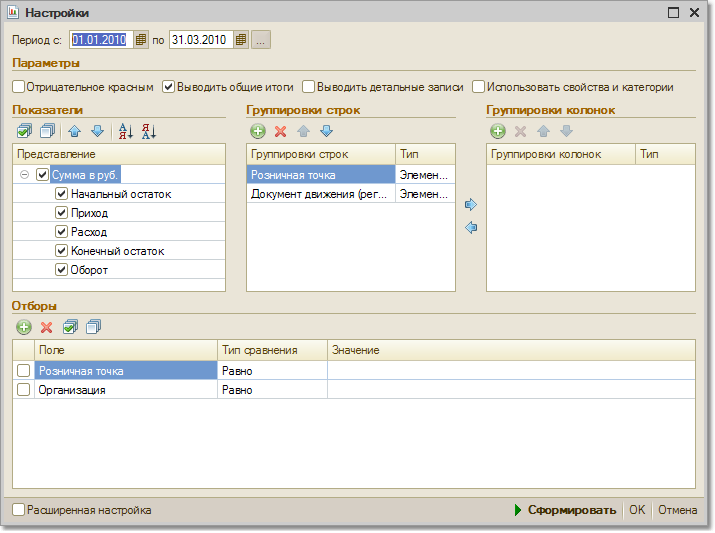 Настройки
Период с: 01.01.2010 по 31.03.2010 ...
Параметры
Отрицательное красным Выводить общие итоги Выводить детальные записи Использовать свойства и категории
Показатели Группировки строк Группировки колонок
Представление Группировки строк Тип Группировки колонок Тип
Сумма в руб. Розничная точка Элемен...
Начальный остаток Документ движения (рег... Элемен...
Приход
Расход
Конечный остаток
Оборот
Отборы
Поле Тип сравнения Значение
Розничная точка Равно
Организация Равно
Расширенная настройка Сформировать OK Отмена